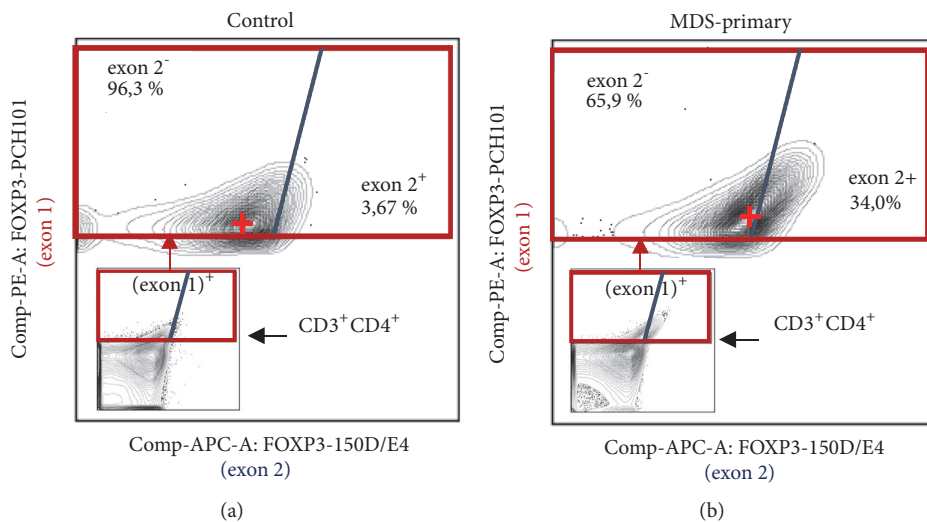 Control
exon 2⁻
96,3 %
exon 2⁺
3,67 %
Comp-PE-A: FOXP3-PCH101
(exon 1)
(exon 1)⁺
CD3⁺CD4⁺
Comp-APC-A: FOXP3-150D/E4
(exon 2)
(a)
MDS-primary
exon 2⁻
65,9 %
exon 2+
34,0%
Comp-PE-A: FOXP3-PCH101
(exon 1)
(exon 1)⁺
CD3⁺CD4⁺
Comp-APC-A: FOXP3-150D/E4
(exon 2)
(b)